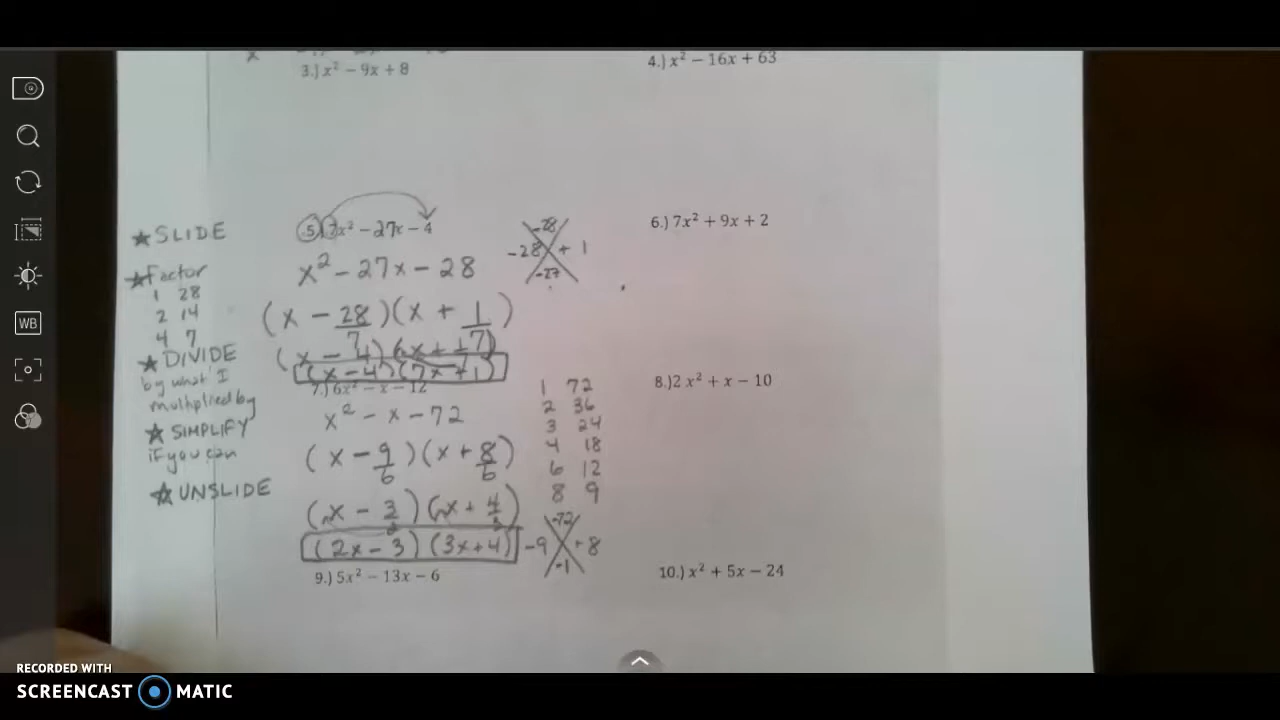 3.) x² − 9x + 8
4.) x² − 16x + 63
★ SLIDE
★ Factor
1 28
2 14
4 7
★ DIVIDE
by what I
multiplied by
★ SIMPLIFY
if you can
★ UNSLIDE
5.) 7x² − 27x − 4
x² − 27x − 28
(x − 28/7)(x + 1/7)
(x − 4)(x + 1/7)
(x − 4)(7x + 1)
-28
-28 + 1
-27
6.) 7x² + 9x + 2
7.) 6x² − x − 12
x² − x − 72
(x − 9/6)(x + 8/6)
(x − 3/2)(x + 4/3)
(2x − 3)(3x + 4)
1 72
2 36
3 24
4 18
6 12
8 9
-72
-9 +8
-1
8.) 2 x² + x − 10
9.) 5x² − 13x − 6
10.) x² + 5x − 24
WB
RECORDED WITH
SCREENCAST MATIC